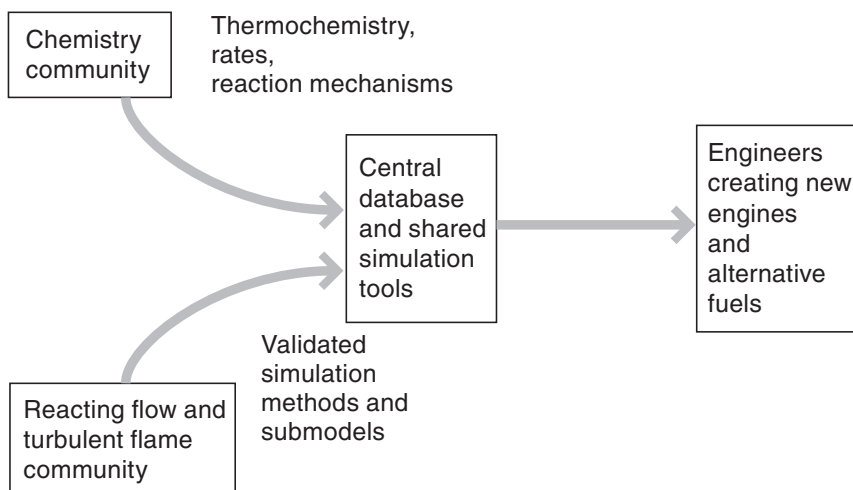 Chemistry
community
Thermochemistry,
rates,
reaction mechanisms
Central
database
and shared
simulation
tools
Engineers
creating new
engines
and
alternative
fuels
Validated
simulation
methods and
submodels
Reacting flow and
turbulent flame
community